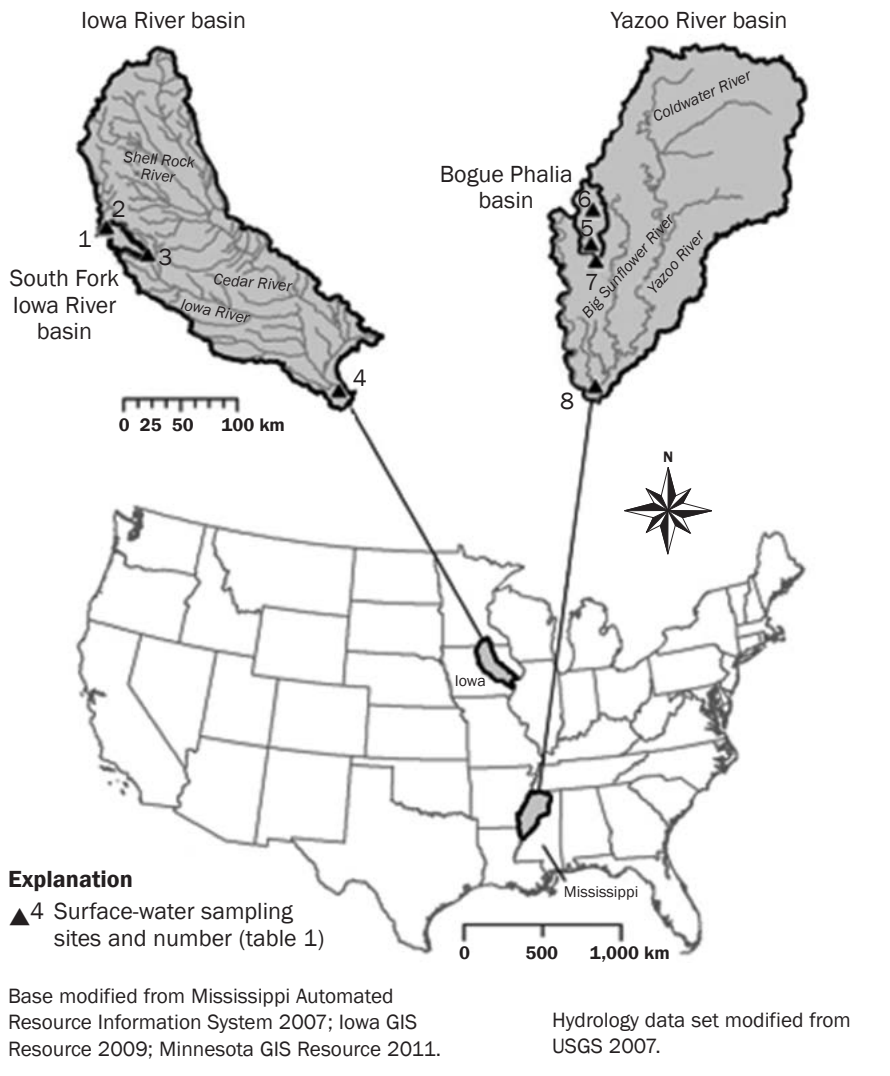 Iowa River basin
Yazoo River basin
Coldwater River
Shell Rock
River
Bogue Phalia
basin
6
2
5
1
3
7
South Fork
Iowa River
basin
Cedar River
Iowa River
Big Sunflower River
Yazoo River
4
8
0 25 50 100 km
N
Iowa
Mississippi
Explanation
4 Surface-water sampling
sites and number (table 1)
0 500 1,000 km
Base modified from Mississippi Automated
Resource Information System 2007; Iowa GIS
Resource 2009; Minnesota GIS Resource 2011.
Hydrology data set modified from
USGS 2007.